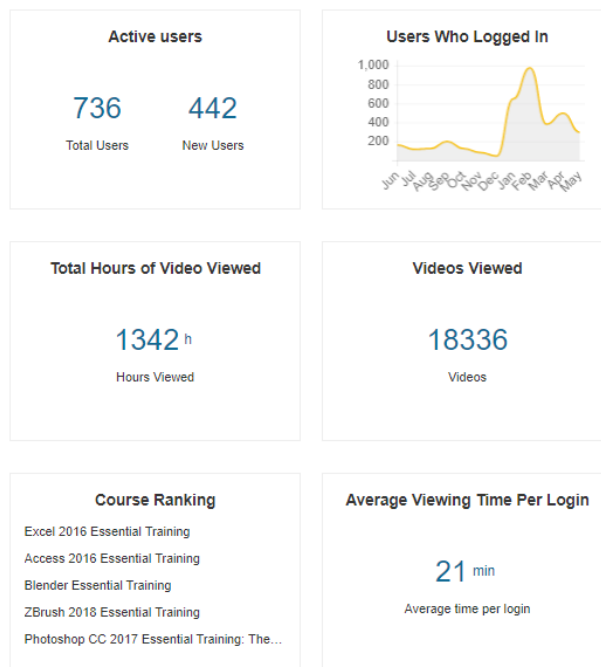 Active users
736
442
Total Users
New Users
Users Who Logged In
1,000
800
600
400
200
Jun
Jul
Aug
Sep
Oct
Nov
Dec
Jan
Feb
Mar
Apr
May
Total Hours of Video Viewed
1342 h
Hours Viewed
Videos Viewed
18336
Videos
Course Ranking
Excel 2016 Essential Training
Access 2016 Essential Training
Blender Essential Training
ZBrush 2018 Essential Training
Photoshop CC 2017 Essential Training: The...
Average Viewing Time Per Login
21 min
Average time per login